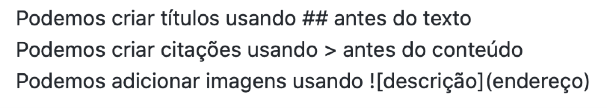 Podemos criar títulos usando ## antes do texto
Podemos criar citações usando > antes do conteúdo
Podemos adicionar imagens usando ![descrição](endereço)